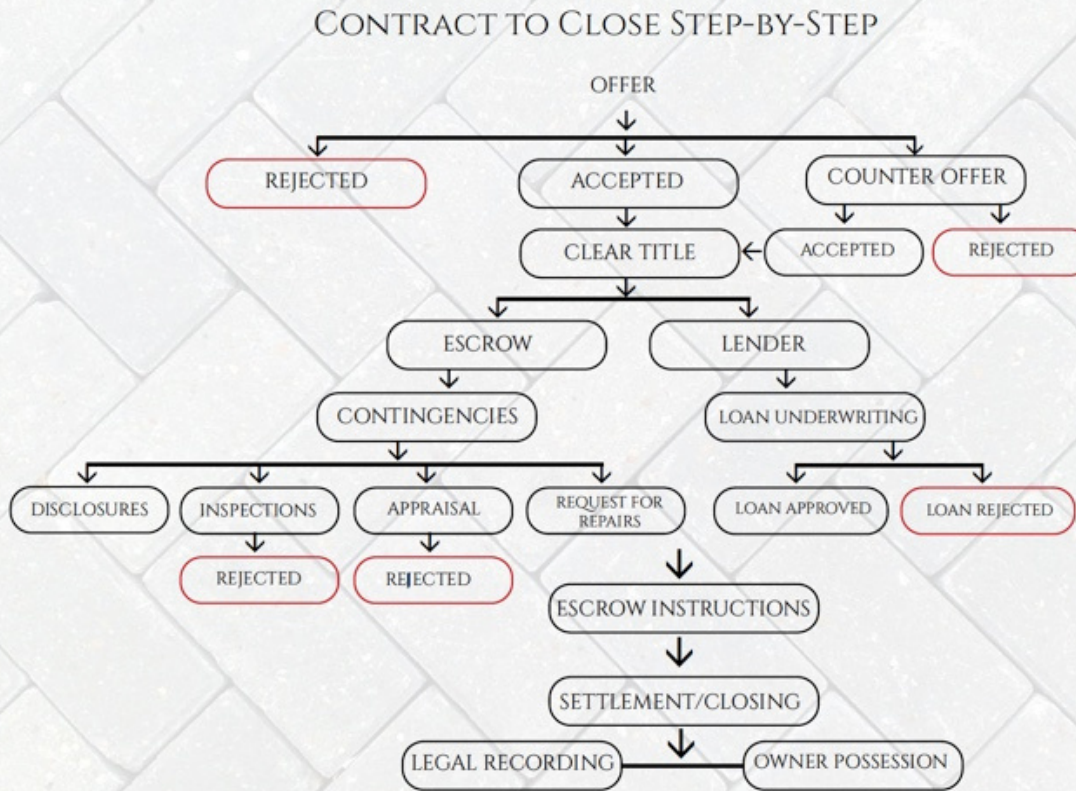 CONTRACT TO CLOSE STEP-BY-STEP
OFFER
REJECTED
ACCEPTED
COUNTER OFFER
CLEAR TITLE
ACCEPTED
REJECTED
ESCROW
LENDER
CONTINGENCIES
LOAN UNDERWRITING
DISCLOSURES
INSPECTIONS
APPRAISAL
REQUEST FOR
REPAIRS
LOAN APPROVED
LOAN REJECTED
REJECTED
REJECTED
ESCROW INSTRUCTIONS
SETTLEMENT/CLOSING
LEGAL RECORDING
OWNER POSSESSION